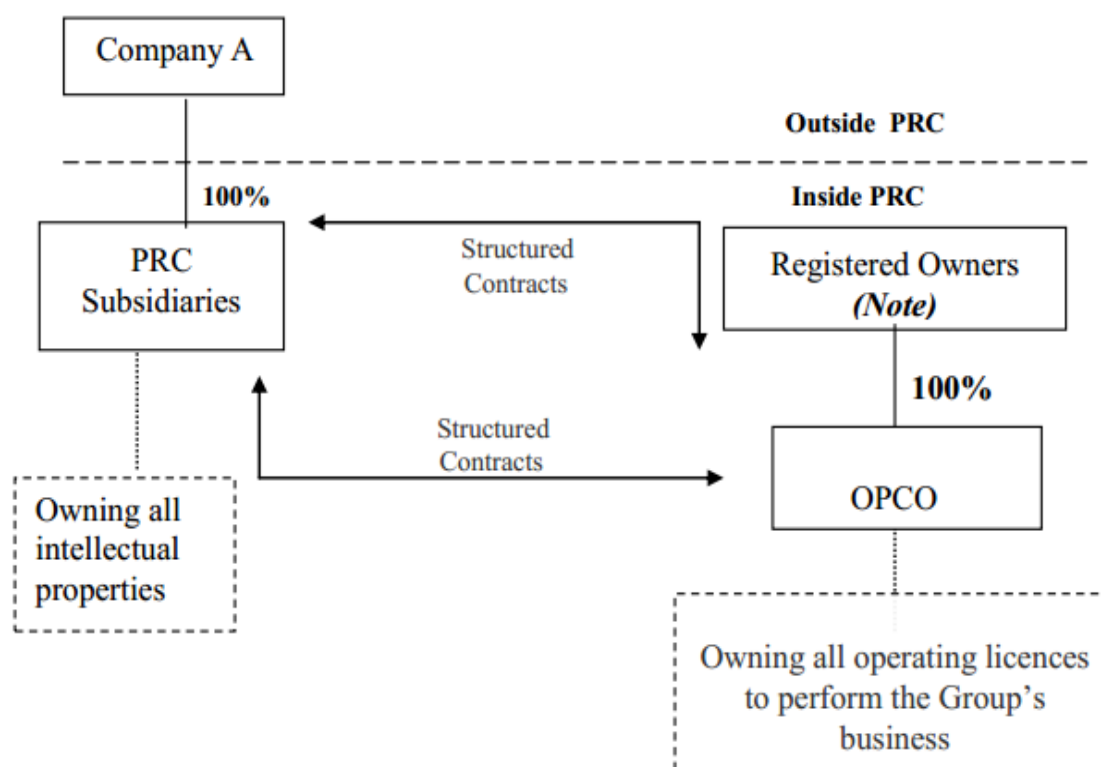 Company A
Outside PRC
100%
Inside PRC
PRC
Subsidiaries
Structured
Contracts
Registered Owners
(Note)
100%
Structured
Contracts
OPCO
Owning all
intellectual
properties
Owning all operating licences
to perform the Group's
business